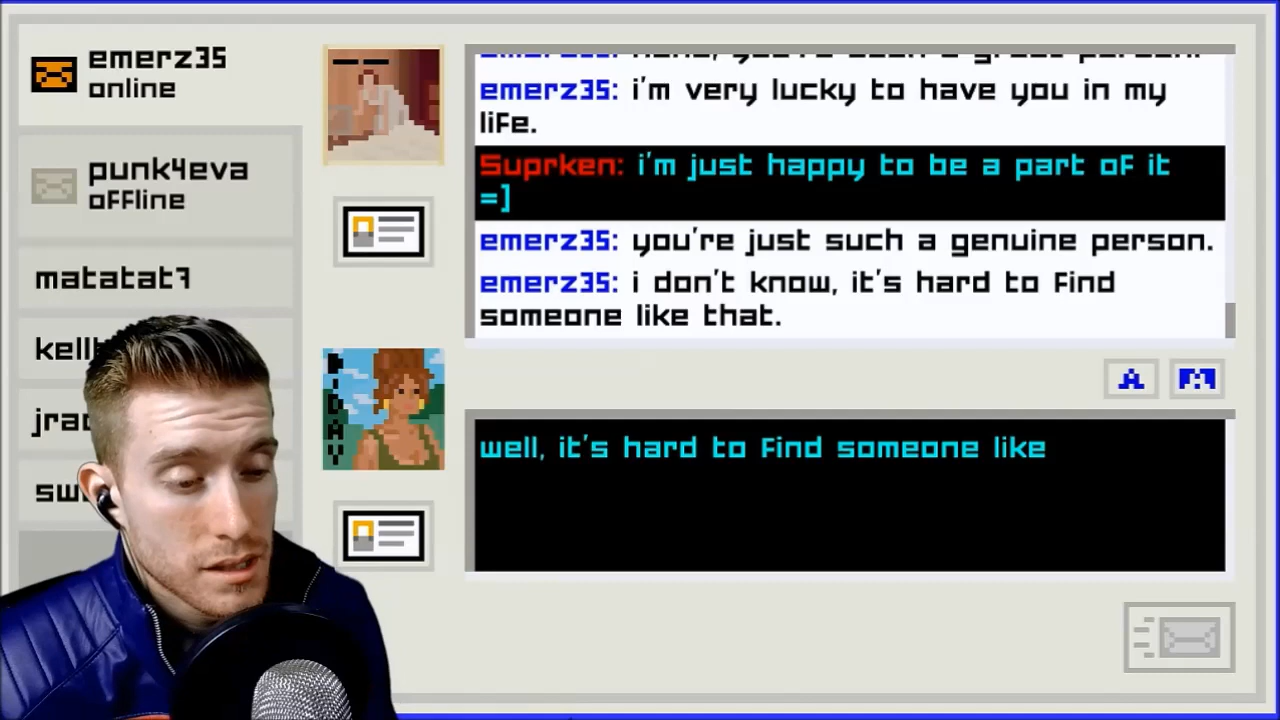 emerz35
online
punk4eva
offline
matatat7
emerz35: i'm very lucky to have you in my
life.
Suprken: i'm just happy to be a part of it
=]
emerz35: you're just such a genuine person.
emerz35: i don't know, it's hard to find
someone like that.
A M
well, it's hard to find someone like